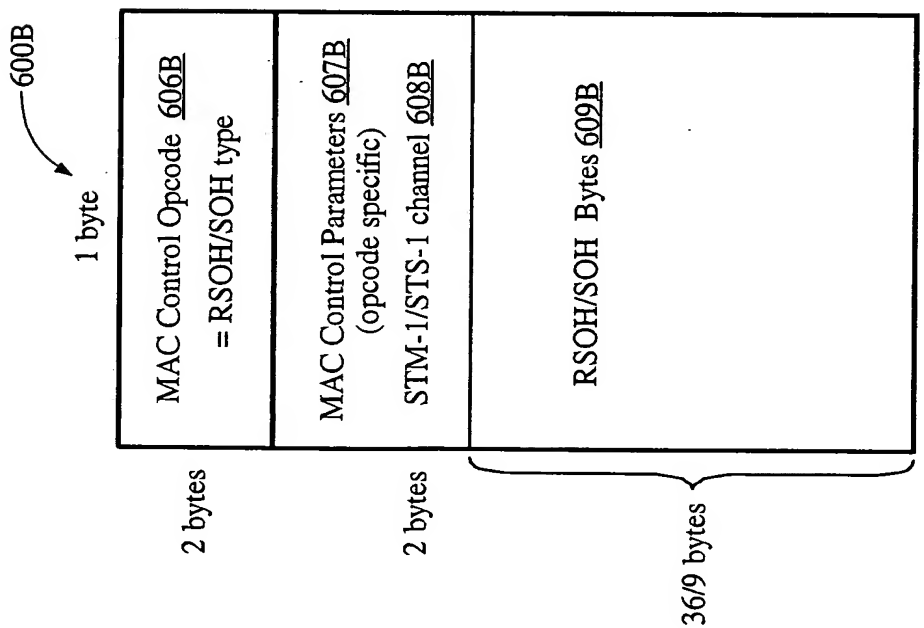 600B
1 byte
2 bytes
MAC Control Opcode 606B
= RSOH/SOH type
2 bytes
MAC Control Parameters 607B
(opcode specific)
STM-1/STS-1 channel 608B
36/9 bytes
RSOH/SOH Bytes 609B